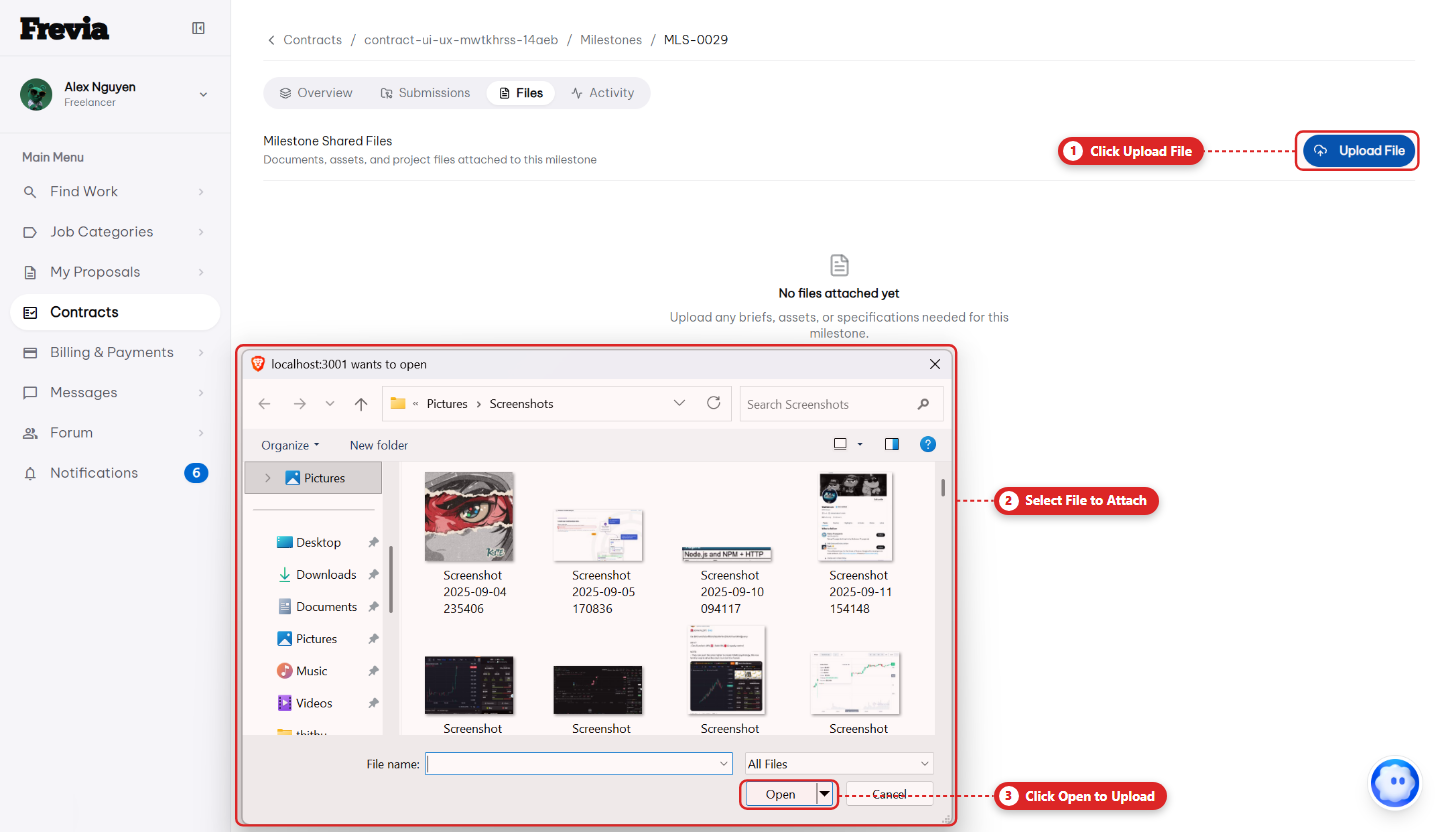 Frevia
Alex Nguyen
Freelancer
Main Menu
Find Work
Job Categories
My Proposals
Contracts
Billing & Payments
Messages
Forum
Notifications
6
Contracts / contract-ui-ux-mwtkhrss-14aeb / Milestones / MLS-0029
Overview
Submissions
Files
Activity
Milestone Shared Files
Documents, assets, and project files attached to this milestone
1 Click Upload File
Upload File
No files attached yet
Upload any briefs, assets, or specifications needed for this
milestone.
localhost:3001 wants to open
« Pictures › Screenshots
Search Screenshots
Organize
New folder
?
Pictures
Desktop
Downloads
Documents
Pictures
Music
Videos
Node.js and NPM + HTTP
Screenshot
2025-09-04
235406
Screenshot
2025-09-05
170836
Screenshot
2025-09-10
094117
Screenshot
2025-09-11
154148
Screenshot
Screenshot
Screenshot
Screenshot
2 Select File to Attach
File name:
All Files
Open
Cancel
3 Click Open to Upload